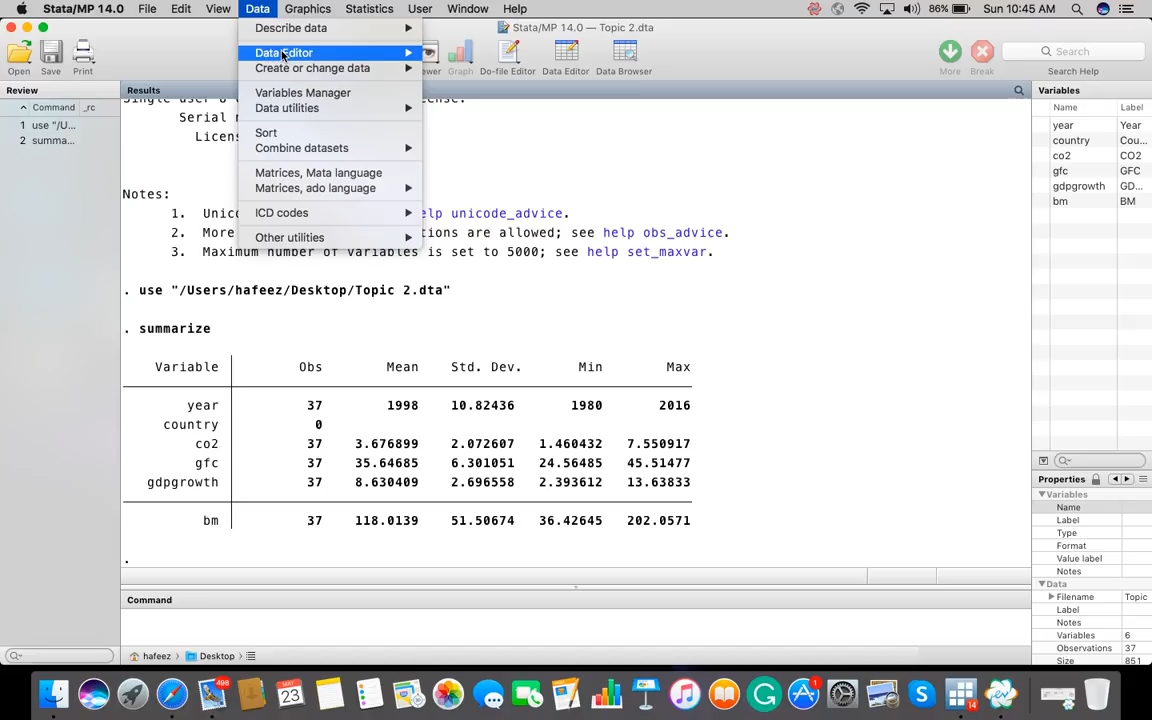 Stata/MP 14.0 File Edit View Data Graphics Statistics User Window Help 86% Sun 10:45 AM
Stata/MP 14.0 — Topic 2.dta
Open Save Print ewer Graph Do-file Editor Data Editor Data Browser More Break Search
Search Help
Describe data
Data Editor
Create or change data
Variables Manager
Data utilities
Sort
Combine datasets
Matrices, Mata language
Matrices, ado language
ICD codes
Other utilities
Review
Command _rc
1 use "/U...
2 summa...
Results
Serial n
Licens
Notes:
1. Unic elp unicode_advice.
2. More tions are allowed; see help obs_advice.
3. Maximum number of variables is set to 5000; see help set_maxvar.
. use "/Users/hafeez/Desktop/Topic 2.dta"
. summarize
Variable Obs Mean Std. Dev. Min Max
year 37 1998 10.82436 1980 2016
country 0
co2 37 3.676899 2.072607 1.460432 7.550917
gfc 37 35.64685 6.301051 24.56485 45.51477
gdpgrowth 37 8.630409 2.696558 2.393612 13.63833
bm 37 118.0139 51.50674 36.42645 202.0571
.
Command
hafeez Desktop
Variables
Name Label
year Year
country Cou...
co2 CO2
gfc GFC
gdpgrowth GD...
bm BM
Properties
Variables
Name
Label
Type
Format
Value label
Notes
Data
Filename Topic
Label
Notes
Variables 6
Observations 37
Size 851
498
23
1
14